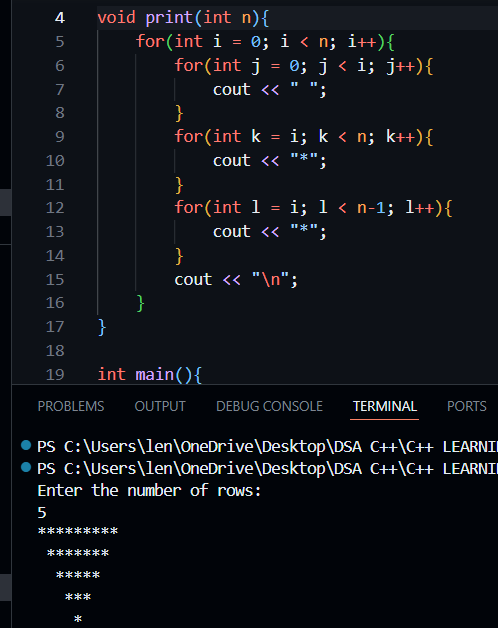 4 void print(int n){
5     for(int i = 0; i < n; i++){
6         for(int j = 0; j < i; j++){
7             cout << " ";
8         }
9         for(int k = i; k < n; k++){
10             cout << "*";
11         }
12         for(int l = i; l < n-1; l++){
13             cout << "*";
14         }
15         cout << "\n";
16     }
17 }
18
19 int main(){
PROBLEMS OUTPUT DEBUG CONSOLE TERMINAL PORTS
PS C:\Users\len\OneDrive\Desktop\DSA C++\C++ LEARNI
PS C:\Users\len\OneDrive\Desktop\DSA C++\C++ LEARNI
Enter the number of rows:
5
*********
 *******
  *****
   ***
    *